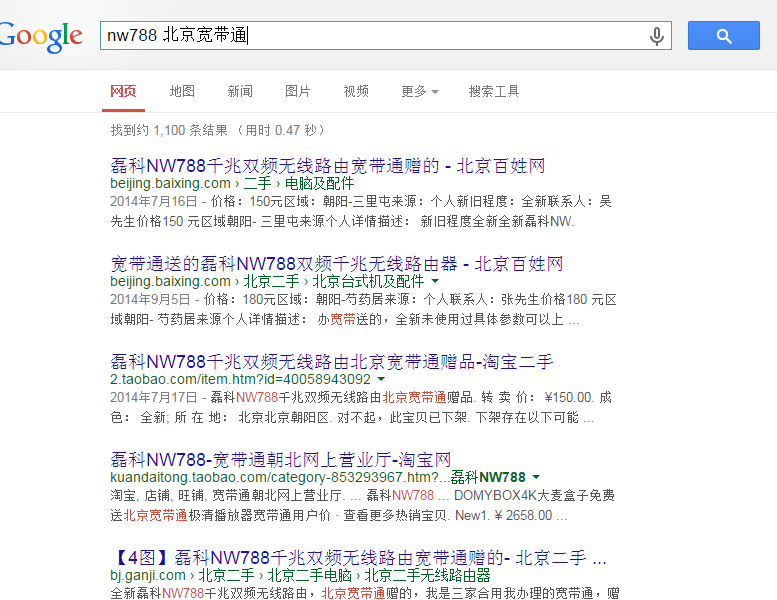 Google
nw788 北京宽带通
网页 地图 新闻 图片 视频 更多 搜索工具
找到约 1,100 条结果 （用时 0.47 秒）
磊科NW788千兆双频无线路由宽带通赠的 - 北京百姓网
beijing.baixing.com › 二手 › 电脑及配件
2014年7月16日 - 价格：150元区域：朝阳-三里屯来源：个人新旧程度：全新联系人：吴
先生价格150 元区域朝阳- 三里屯来源个人详情描述： 新旧程度全新全新磊科NW.
宽带通送的磊科NW788双频千兆无线路由器 - 北京百姓网
beijing.baixing.com › 北京二手 › 北京台式机及配件
2014年9月5日 - 价格：180元区域：朝阳-芍药居来源：个人联系人：张先生价格180 元区
域朝阳- 芍药居来源个人详情描述： 办宽带送的，全新未使用过具体参数可以上 ...
磊科NW788千兆双频无线路由北京宽带通赠品-淘宝二手
2.taobao.com/item.htm?id=40058943092
2014年7月17日 - 磊科NW788千兆双频无线路由北京宽带通赠品. 转 卖 价： ¥150.00. 成
色： 全新; 所 在 地： 北京北京朝阳区. 对不起，此宝贝已下架. 下架存在以下可能 ...
磊科NW788-宽带通朝北网上营业厅-淘宝网
kuandaitong.taobao.com/category-853293967.htm?...磊科NW788
淘宝, 店铺, 旺铺, 宽带通朝北网上营业厅. ... 磊科NW788 ... DOMYBOX4K大麦盒子免费
送北京宽带通极清播放器宽带通用户价 · 查看更多热销宝贝. New1. ¥ 2658.00 ...
【4图】磊科NW788千兆双频无线路由宽带通赠的- 北京二手 ...
bj.ganji.com › 北京二手 › 北京二手电脑 › 北京二手无线路由器
全新磊科NW788千兆双频无线路由，北京宽带通赠的，我是三家合用我办理的宽带通，赠